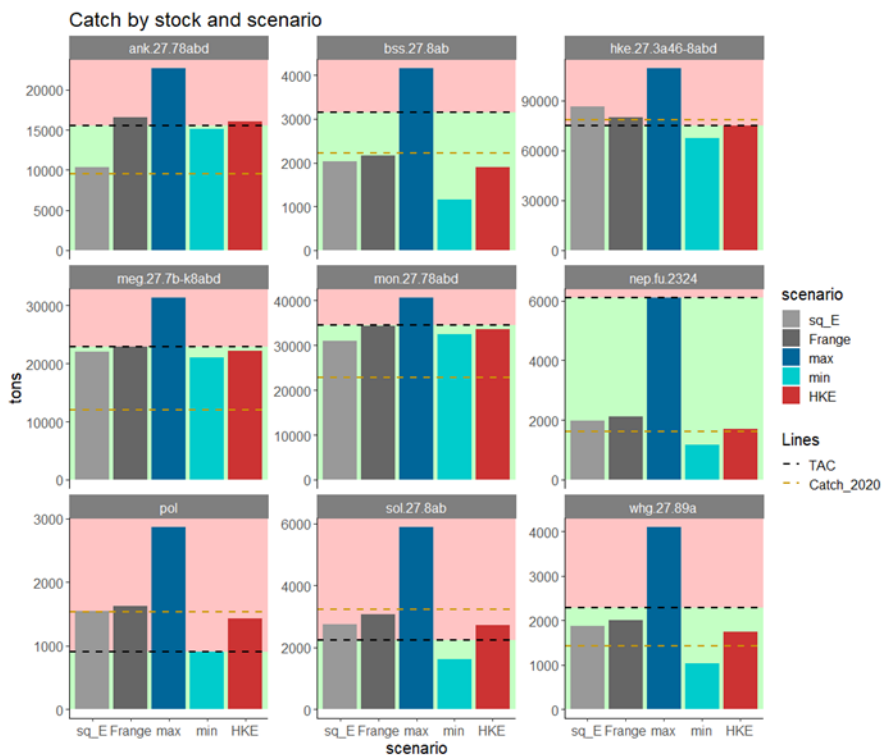 Catch by stock and scenario
ank.27.78abd
bss.27.8ab
hke.27.3a46-8abd
20000
15000
10000
5000
0
4000
3000
2000
1000
0
90000
60000
30000
0
meg.27.7b-k8abd
mon.27.78abd
nep.fu.2324
30000
20000
10000
0
40000
30000
20000
10000
0
6000
4000
2000
0
pol
sol.27.8ab
whg.27.89a
3000
2000
1000
0
6000
4000
2000
0
4000
3000
2000
1000
0
sq_E Frange max min HKE
sq_E Frange max min HKE
sq_E Frange max min HKE
scenario
tons
scenario
sq_E
Frange
max
min
HKE
Lines
TAC
Catch_2020